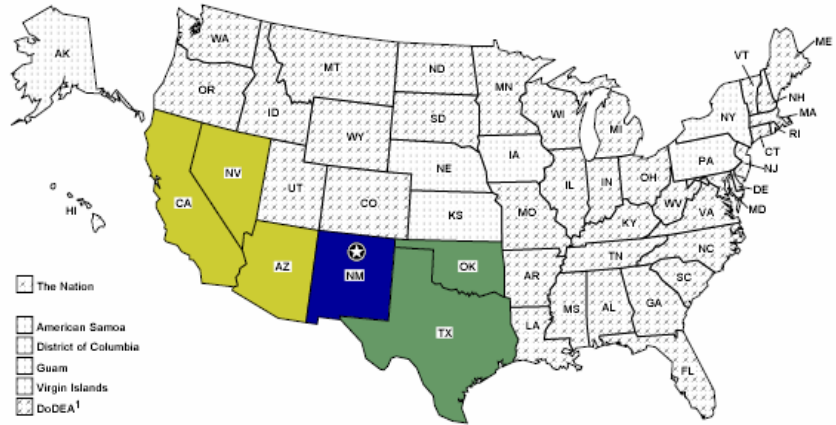 AK
WA
OR
CA
NV
ID
MT
WY
UT
CO
AZ
NM
ND
SD
NE
KS
OK
TX
MN
IA
MO
AR
LA
WI
IL
MI
IN
OH
KY
TN
MS
AL
GA
FL
SC
NC
VA
WV
PA
NY
VT
ME
NH
MA
RI
CT
NJ
DE
MD
HI
The Nation
American Samoa
District of Columbia
Guam
Virgin Islands
DoDEA1